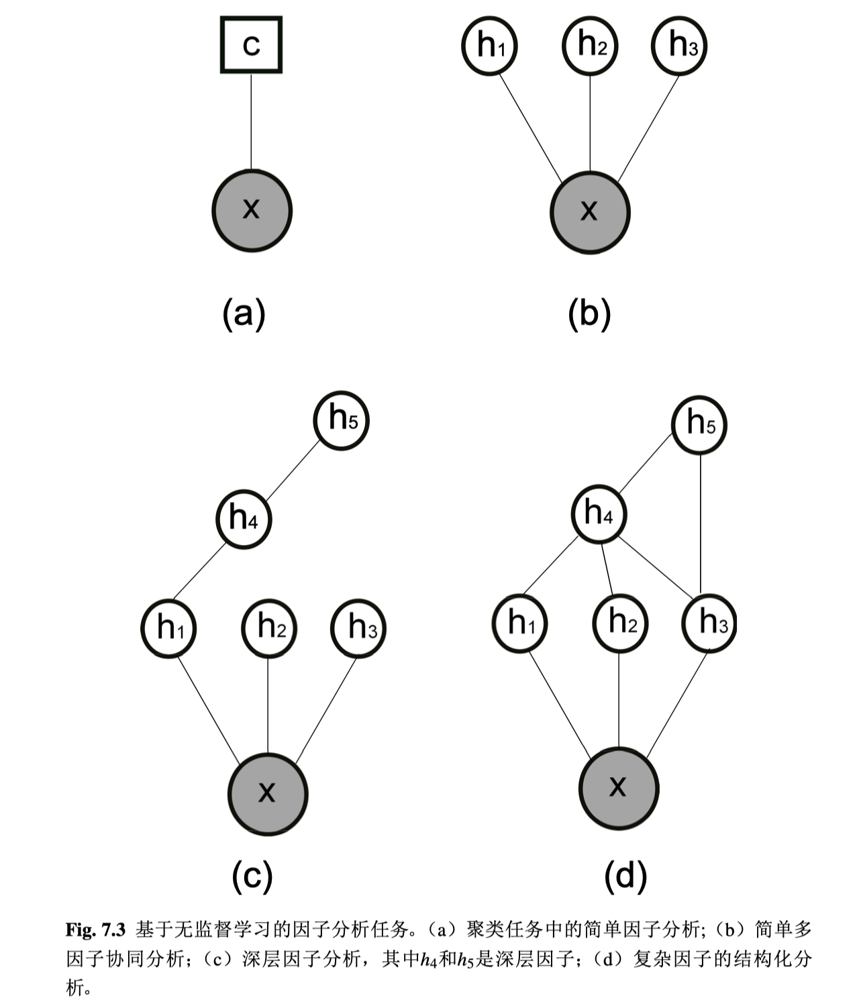 c
h1 h2 h3
x
x
(a)
(b)
h5
h5
h4
h4
h1 h2 h3
h1 h2 h3
x
x
(c)
(d)
Fig. 7.3 基于无监督学习的因子分析任务。（a）聚类任务中的简单因子分析;（b）简单多
因子协同分析；（c）深层因子分析，其中h4和h5是深层因子；（d）复杂因子的结构化分
析。